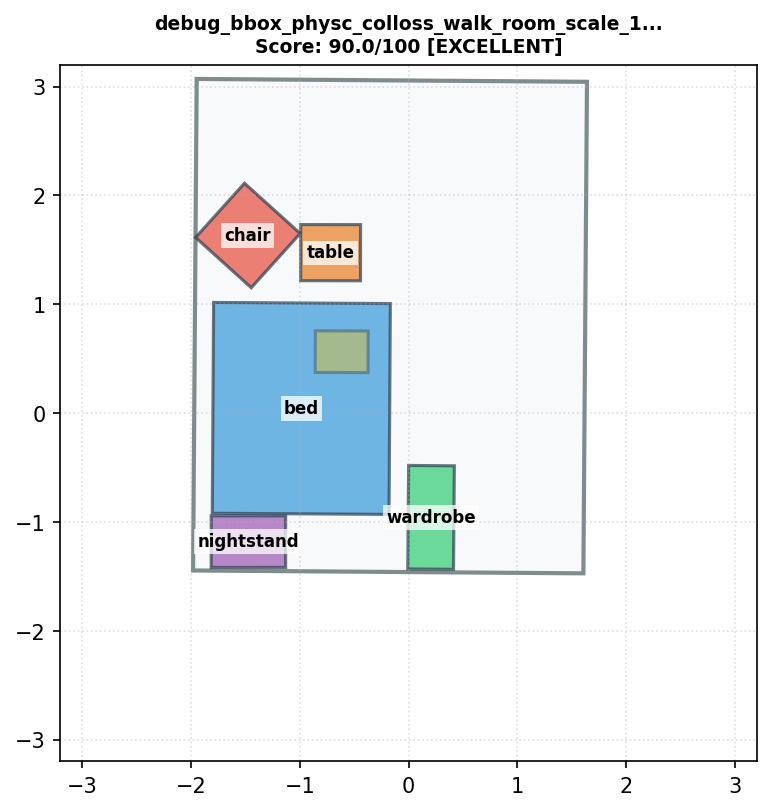 debug_bbox_physc_colloss_walk_room_scale_1...
Score: 90.0/100 [EXCELLENT]
3
2
chair
table
1
0
bed
−1
wardrobe
nightstand
−2
−3
−3
−2
−1
0
1
2
3